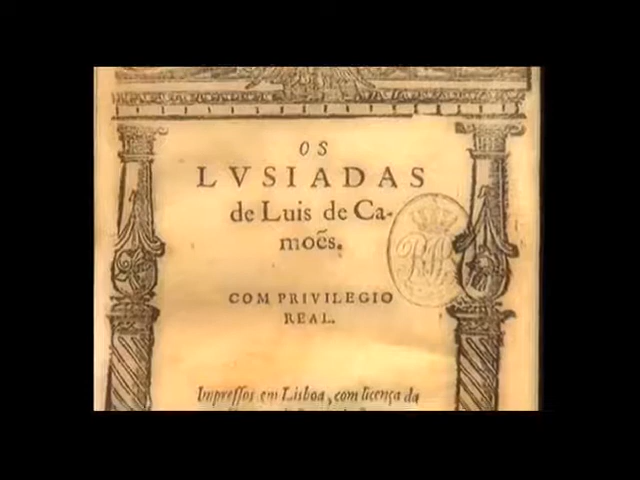 OS
LVSIADAS
de Luis de Ca-
moẽs.
COM PRIVILEGIO
REAL.
Impressos em Lisboa, com licença da